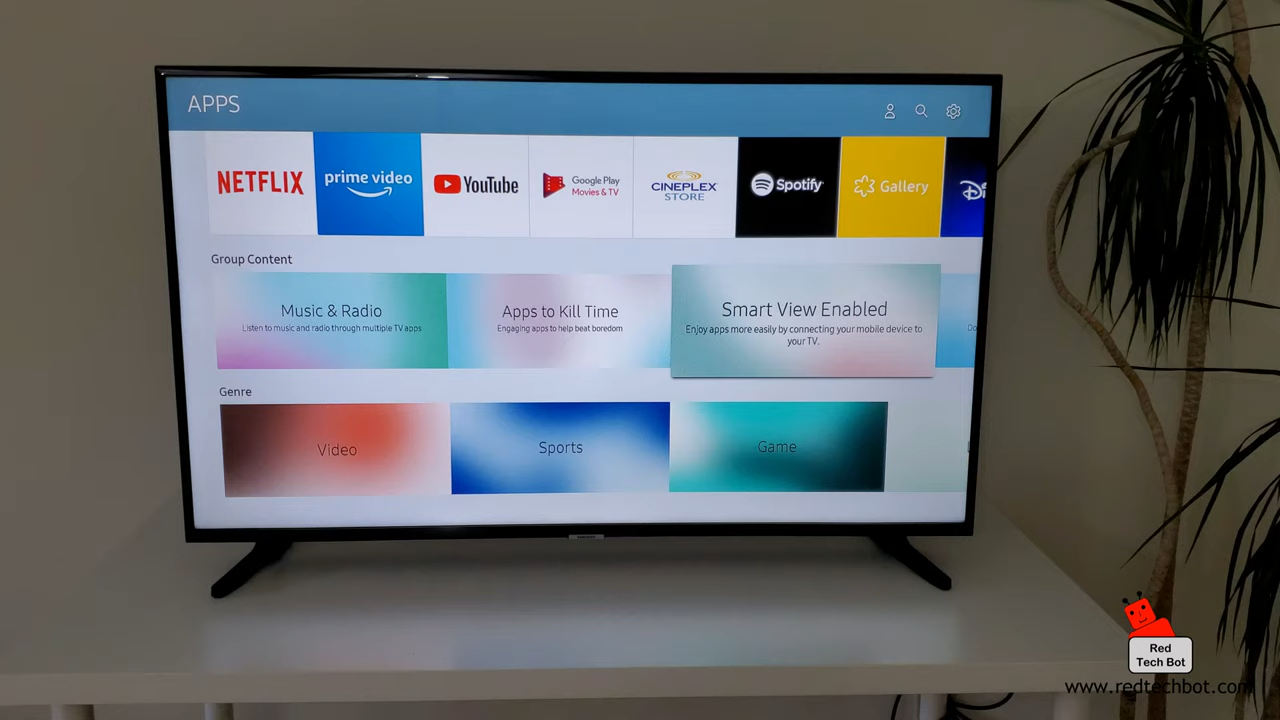 APPS
NETFLIX
prime video
YouTube
Google Play
Movies & TV
CINEPLEX
STORE
Spotify
Gallery
Group Content
Music & Radio
Listen to music and radio through multiple TV apps
Apps to Kill Time
Engaging apps to help beat boredom
Smart View Enabled
Enjoy apps more easily by connecting your mobile device to
your TV.
Do
Genre
Video
Sports
Game
Red
Tech Bot
www.redtechbot.com